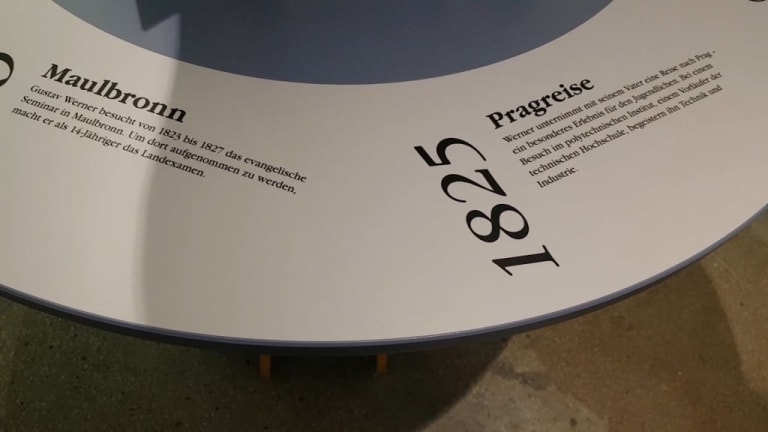 Maulbronn
Gustav Werner besucht von 1823 bis 1827 das evangelische
Seminar in Maulbronn. Um dort aufgenommen zu werden,
macht er als 14-Jähriger das Landexamen.
1825
Pragreise
Werner unternimmt mit seinem Vater eine Reise nach Prag -
ein besonderes Erlebnis für den Jugendlichen. Bei einem
Besuch im polytechnischen Institut, einem Vorläufer der
technischen Hochschule, begeistern ihn Technik und
Industrie.